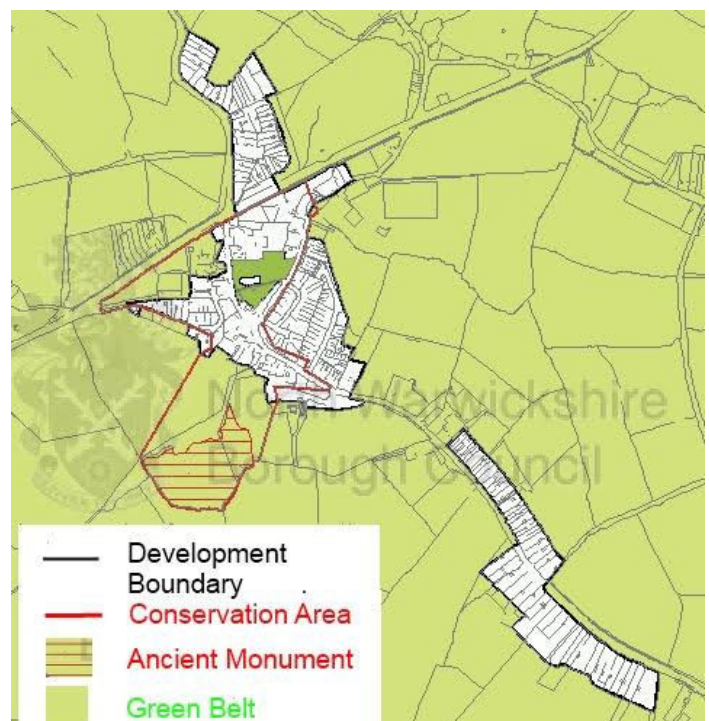 North Warwickshire
Borough Council
Development
Boundary
Conservation Area
Ancient Monument
Green Belt